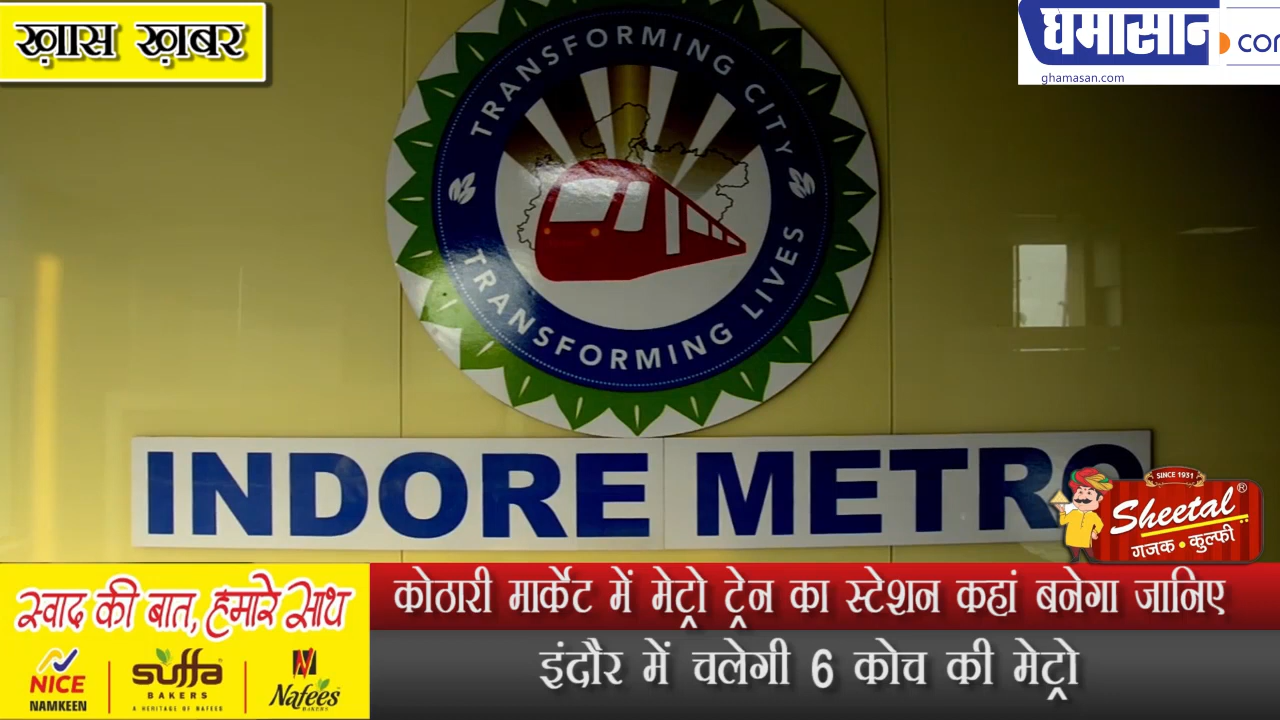 ख़ास ख़बर
घमासान.com
ghamasan.com
TRANSFORMING CITY
TRANSFORMING LIVES
INDORE METRO
SINCE 1931
Sheetal®
गजक • कुल्फी
स्वाद की बात, हमारे साथ
NICE
NAMKEEN
suffa
BAKERS
A HERITAGE OF NAFEES
Nafees
BAKERS
कोठारी मार्केट में मेट्रो ट्रेन का स्टेशन कहां बनेगा जानिए
इंदौर में चलेगी 6 कोच की मेट्रो